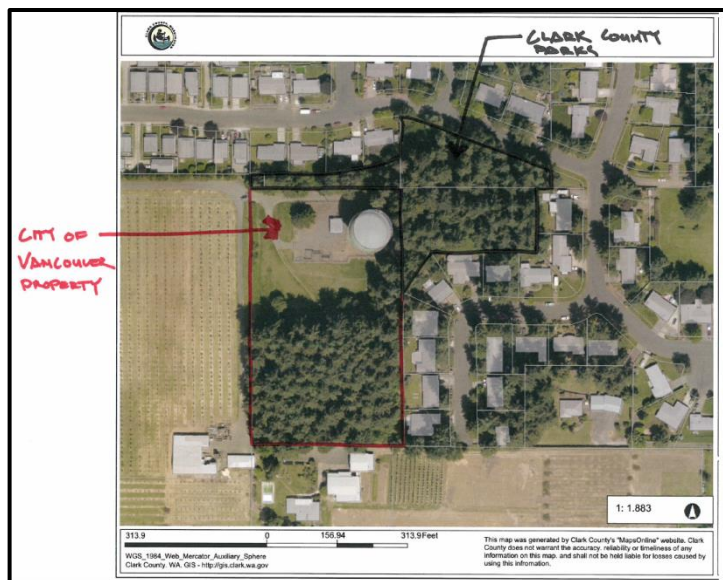 CLARK COUNTY
PARKS
CITY OF
VANCOUVER
PROPERTY
1: 1.883
313.9 0 156.94 313.9 Feet
WGS_1984_Web_Mercator_Auxiliary_Sphere
Clark County. WA. GIS - http://gis.clark.wa.gov
This map was generated by Clark County's "MapsOnline" website. Clark
County does not warrant the accuracy, reliability or timeliness of any
information on this map, and shall not be held liable for losses caused by
using this information.